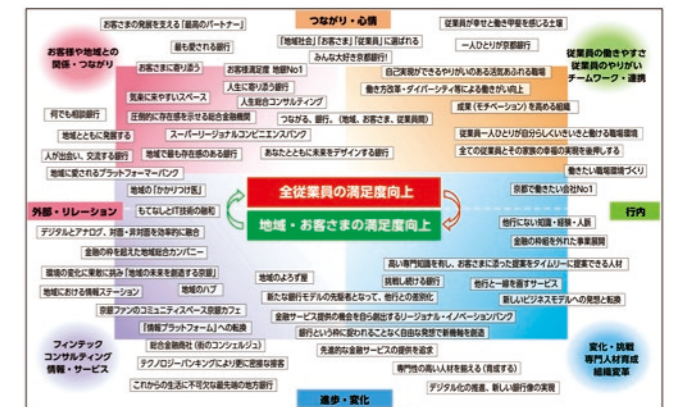 つながり・心情
お客さまの発展を支える「最高のパートナー」
従業員が幸せと働き甲斐を感じる土壌
お客様や地域との
関係・つながり
最も愛される銀行
「地域社会」「お客さま」「従業員」に選ばれる
一人ひとりが京都銀行
従業員の働きやすさ
従業員のやりがい
チームワーク・連携
みんな大好き京都銀行!
お客さまに寄り添う
お客様満足度 地銀No1
自己実現ができるやりがいのある活気あふれる職場
人生に寄り添う銀行
働き方改革・ダイバーシティ等による働きがい向上
気楽に来やすいスペース
人生総合コンサルティング
成果(モチベーション)を高める組織
何でも相談銀行
圧倒的に存在感を示せる総合金融機関
つながる、銀行。(地域、お客さま、従業員間)
地域とともに発展する
スーパーリージョナルコンビニエンスバンク
従業員一人ひとりが自分らしくいきいきと働ける職場環境
人が出会い、交流する銀行
地域で最も存在感のある銀行
あなたとともに未来をデザインする銀行
全ての従業員とその家族の幸福の実現を後押しする
地域に愛されるプラットフォーマーバンク
働きたい職場環境づくり
地域の「かかりつけ医」
全従業員の満足度向上
京都で働きたい会社No1
外部・リレーション
もてなしとIT技術の融和
行内
地域・お客さまの満足度向上
他行にない知識・経験・人脈
デジタルとアナログ、対面・非対面を効率的に融合
金融の枠組を外れた事業展開
金融の枠を超えた地域総合カンパニー
高い専門知識を有し、お客さまに添った提案をタイムリーに提案できる人材
環境の変化に果敢に挑み「地域の未来を創造する京銀」
地域のよろず屋
挑戦し続ける銀行
他行と一線を画すサービス
地域における情報ステーション
地域のハブ
新たな銀行モデルの先駆者となって、他行との差別化
新しいビジネスモデルへの発想と転換
京都ファンのコミュニティスペース京都カフェ
金融サービス提供の機会を自ら創出するリージョナル・イノベーションバンク
「情報プラットフォーム」への転換
銀行という枠に捉われることなく自由な発想で新機軸を創造
フィンテック
コンサルティング
情報・サービス
総合金融商社(街のコンシェルジュ)
先進的な金融サービスの提供を追求
変化・挑戦
専門人材育成
組織変革
テクノロジーバンキングにより更に密接な接客
専門性の高い人材を揃える(育成する)
これからの生活に不可欠な最先端の地方銀行
デジタル化の推進、新しい銀行像の実現
進歩・変化